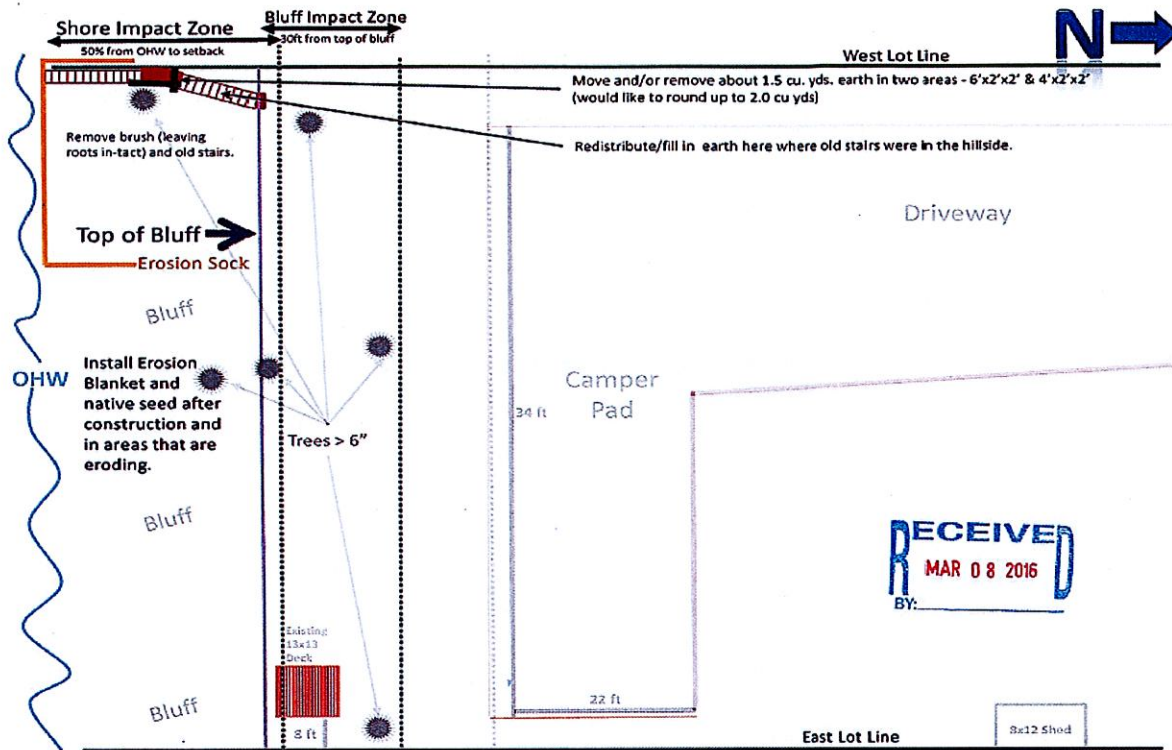 Bluff Impact Zone
Shore Impact Zone
30ft from top of bluff
50% from OHW to setback
N
West Lot Line
Move and/or remove about 1.5 cu. yds. earth in two areas - 6'x2'x2' & 4'x2'x2'
(would like to round up to 2.0 cu yds)
Remove brush (leaving
roots in-tact) and old stairs.
Redistribute/fill in earth here where old stairs were in the hillside.
Driveway
Top of Bluff
Erosion Sock
Bluff
OHW
Install Erosion
Blanket and
native seed after
construction and
in areas that are
eroding.
Camper
Pad
34 ft
Trees > 6"
Bluff
RECEIVED
MAR 08 2016
BY:
Existing
13x13
Deck
Bluff
8 ft
22 ft
8x12 Shed
East Lot Line